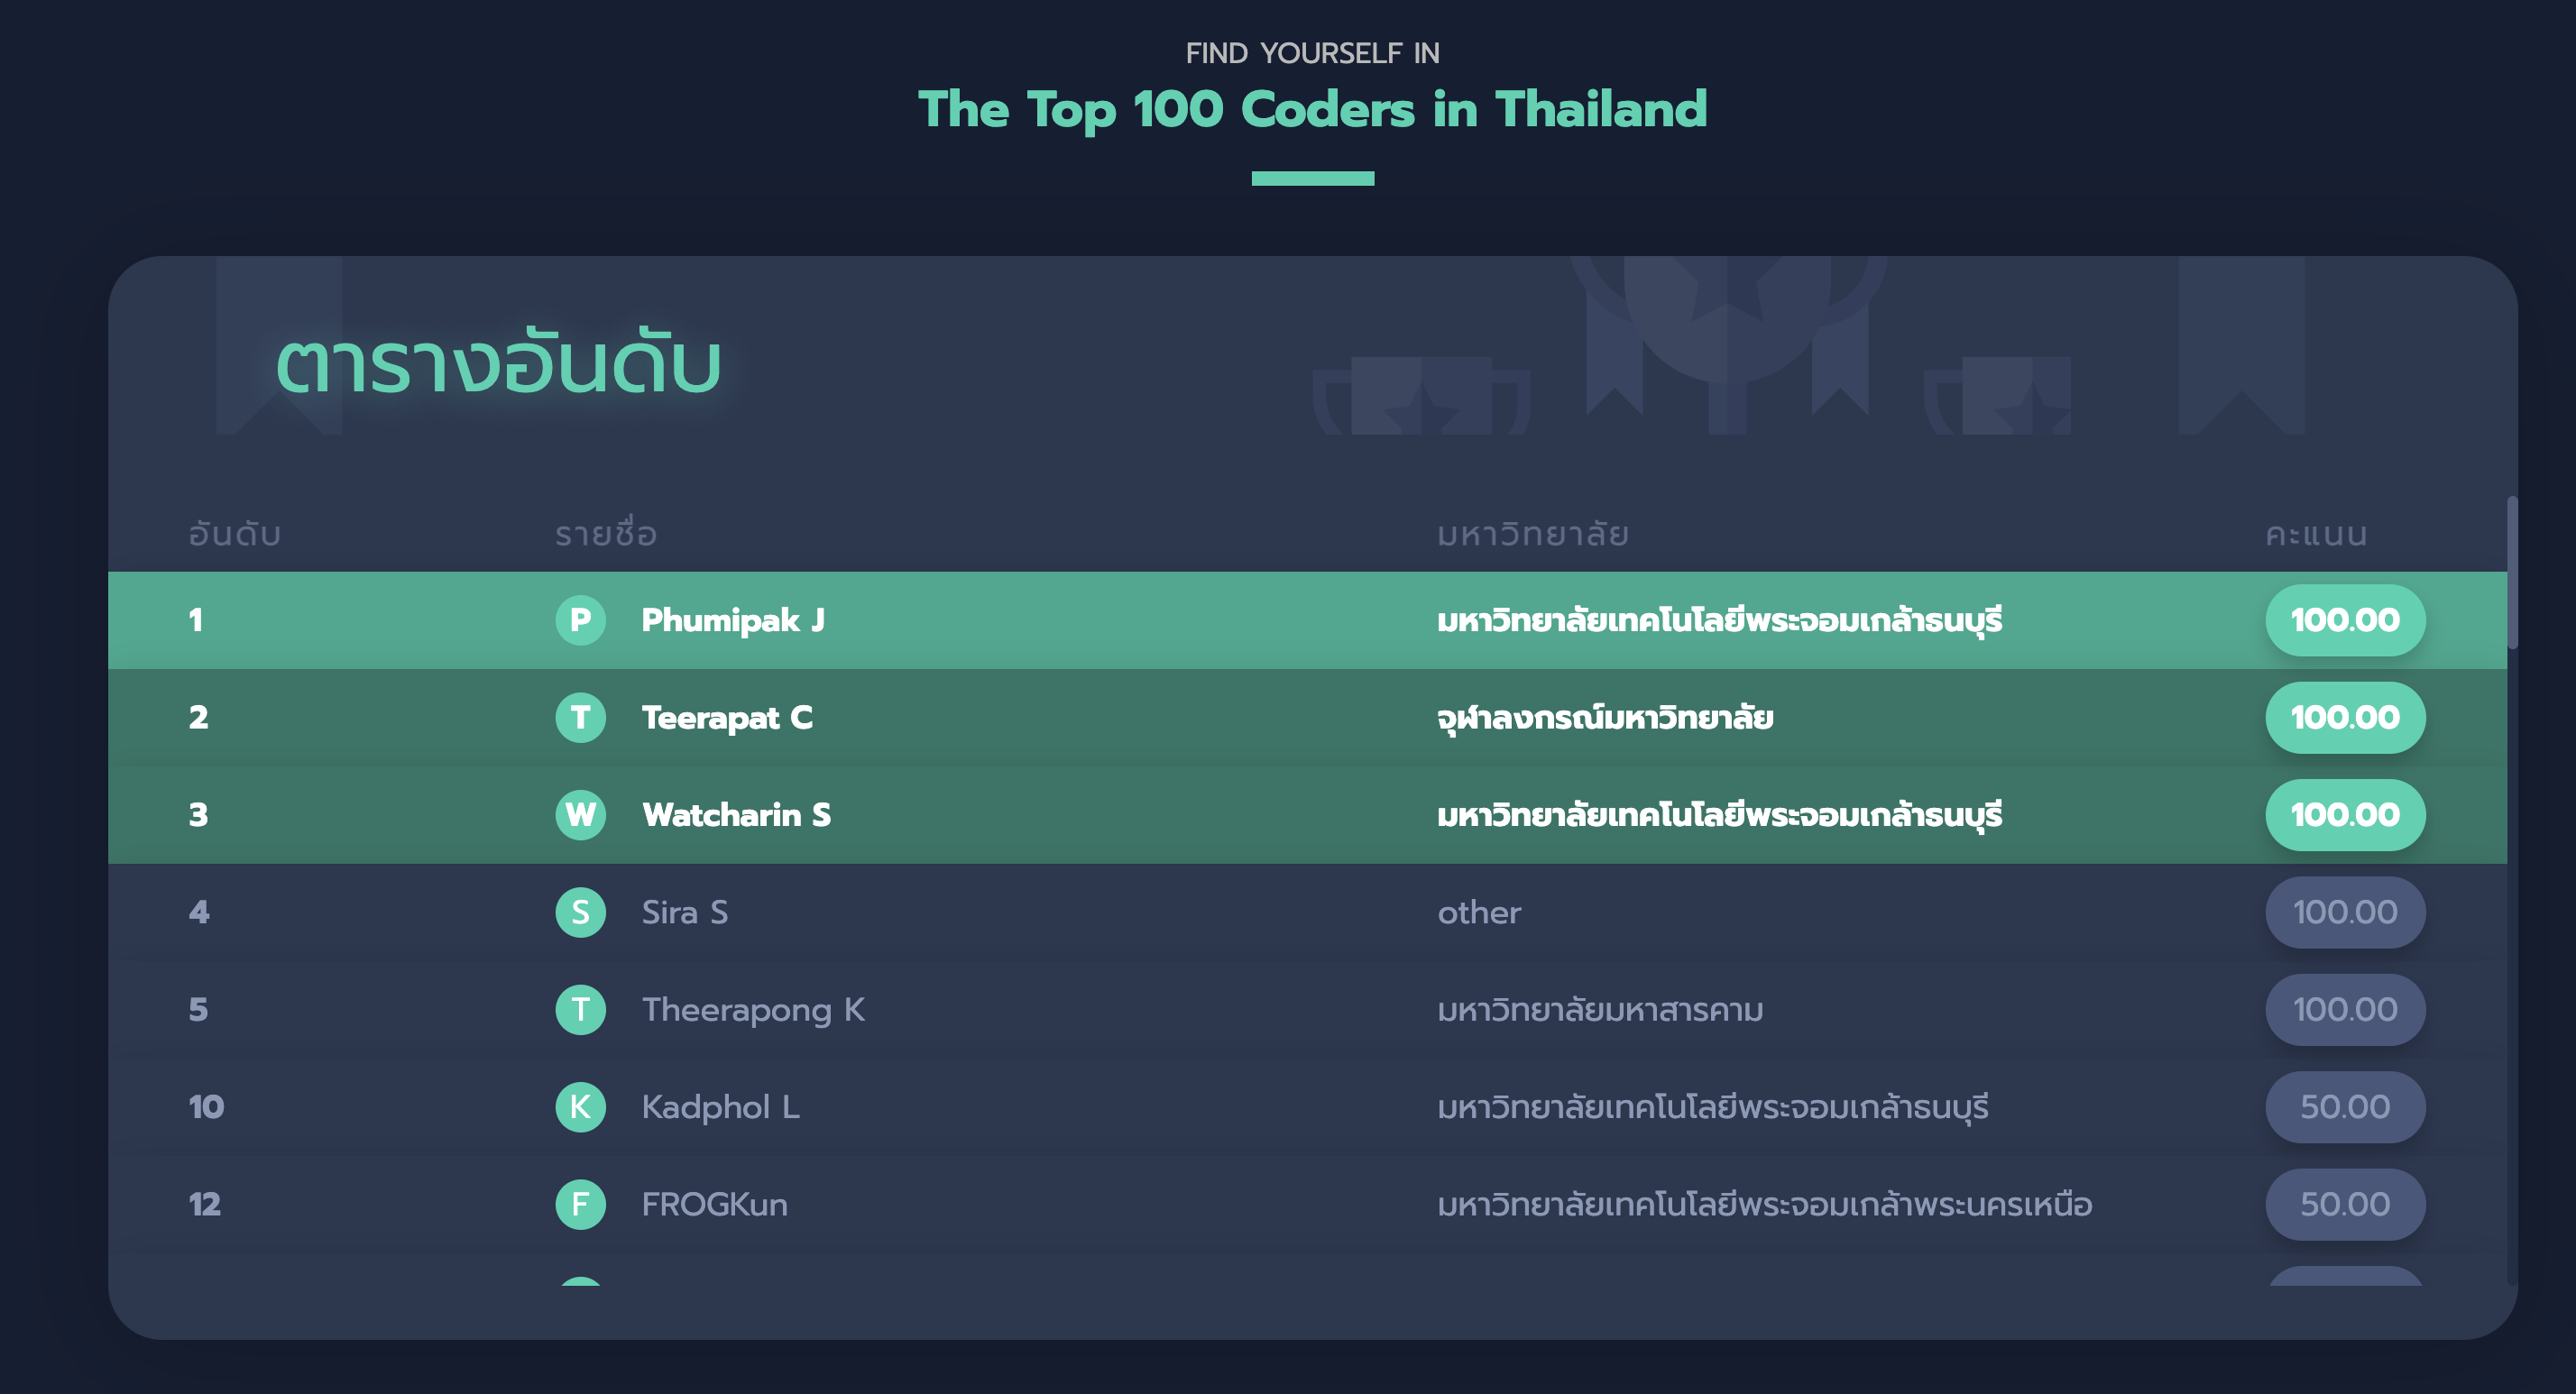 FIND YOURSELF IN
The Top 100 Coders in Thailand
ตารางอันดับ
อันดับ รายชื่อ มหาวิทยาลัย คะแนน
1 P Phumipak J มหาวิทยาลัยเทคโนโลยีพระจอมเกล้าธนบุรี 100.00
2 T Teerapat C จุฬาลงกรณ์มหาวิทยาลัย 100.00
3 W Watcharin S มหาวิทยาลัยเทคโนโลยีพระจอมเกล้าธนบุรี 100.00
4 S Sira S other 100.00
5 T Theerapong K มหาวิทยาลัยมหาสารคาม 100.00
10 K Kadphol L มหาวิทยาลัยเทคโนโลยีพระจอมเกล้าธนบุรี 50.00
12 F FROGKun มหาวิทยาลัยเทคโนโลยีพระจอมเกล้าพระนครเหนือ 50.00